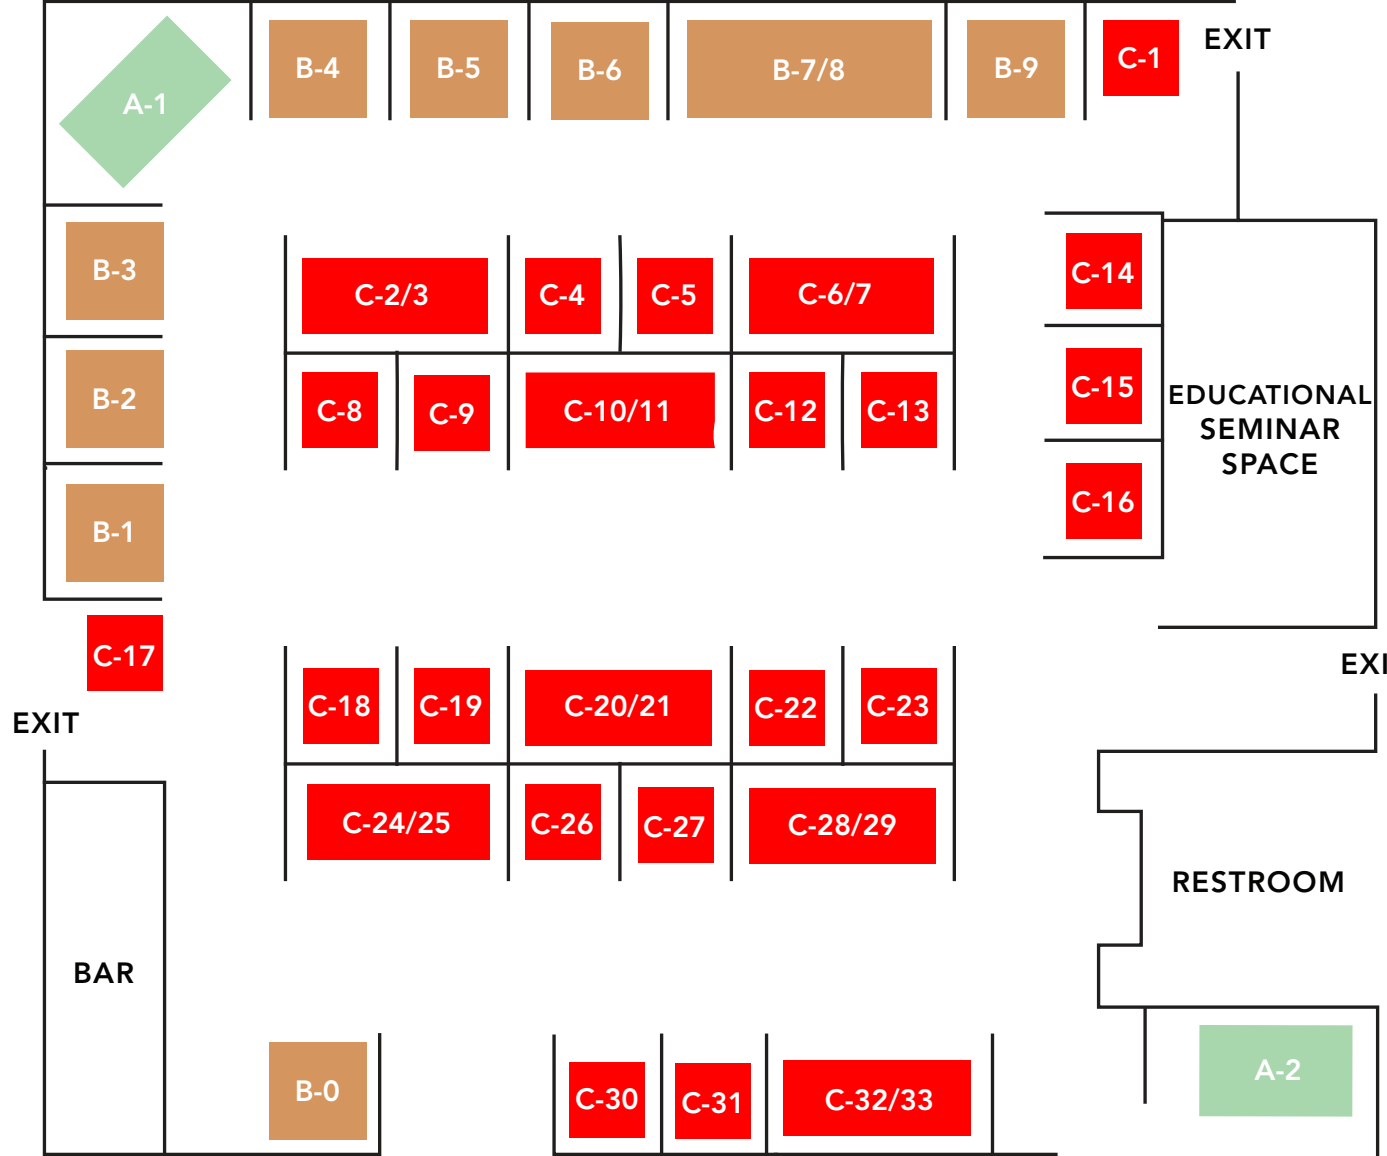 EXIT
B-4
B-5
B-6
B-7/8
B-9
C-1
A-1
B-3
C-2/3
C-4
C-5
C-6/7
C-14
B-2
C-8
C-9
C-10/11
C-12
C-13
C-15
EDUCATIONAL
SEMINAR
SPACE
B-1
C-16
C-17
EXI
EXIT
C-18
C-19
C-20/21
C-22
C-23
C-24/25
C-26
C-27
C-28/29
RESTROOM
BAR
B-0
C-30
C-31
C-32/33
A-2